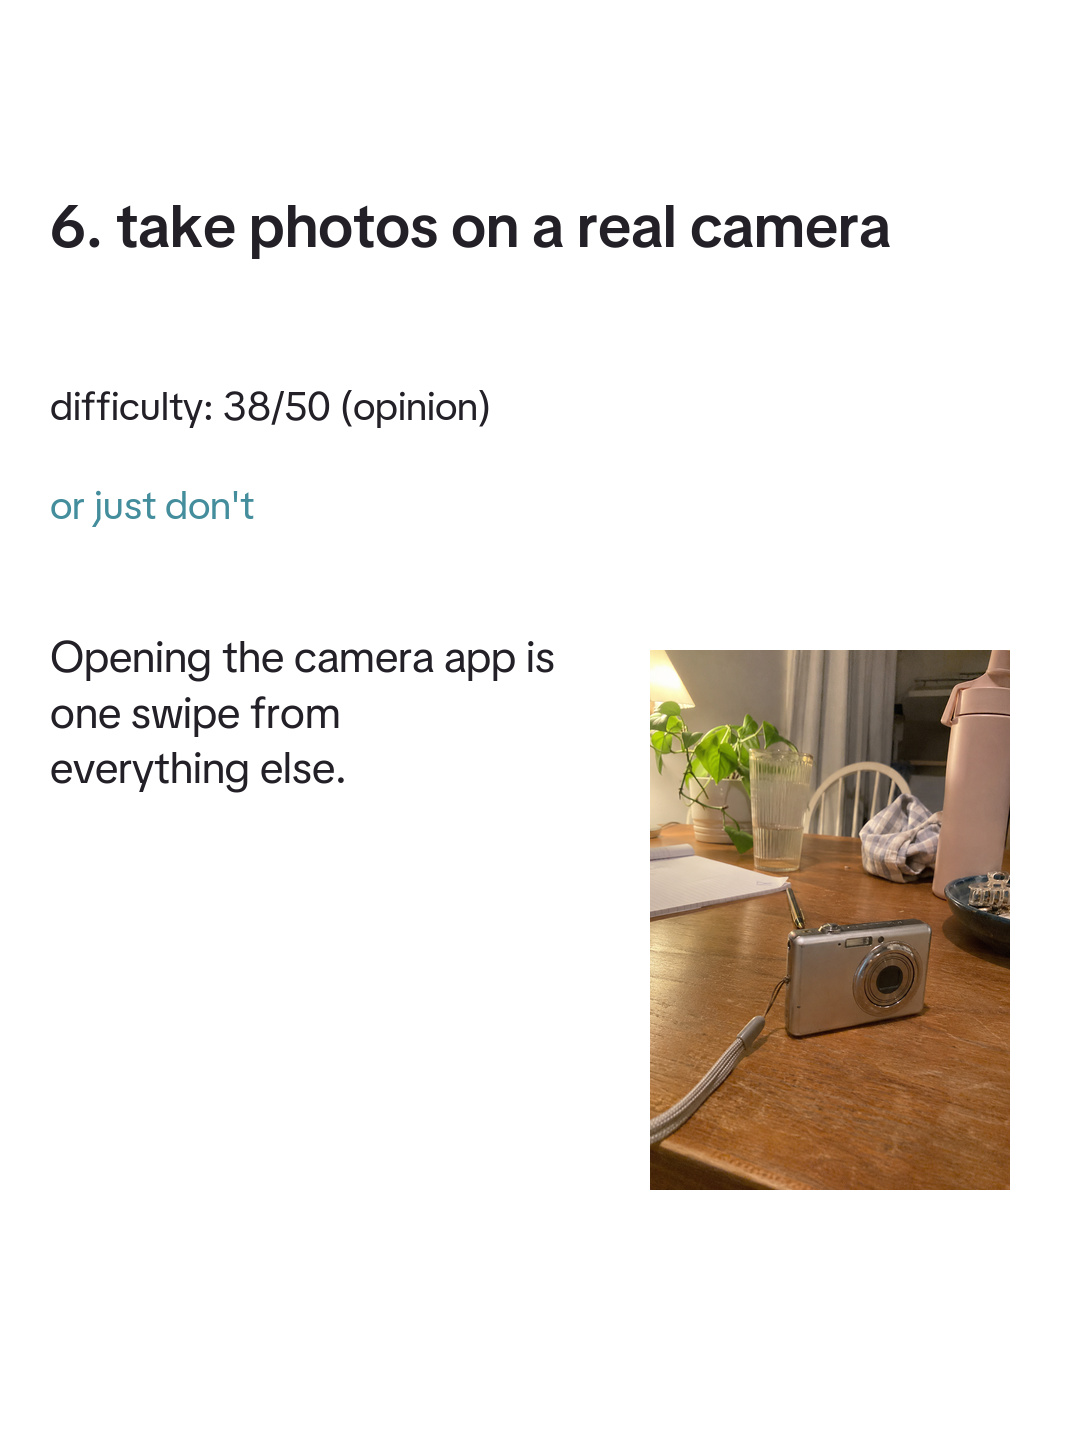 6. take photos on a real camera
difficulty: 38/50 (opinion)
or just don't
Opening the camera app is
one swipe from
everything else.